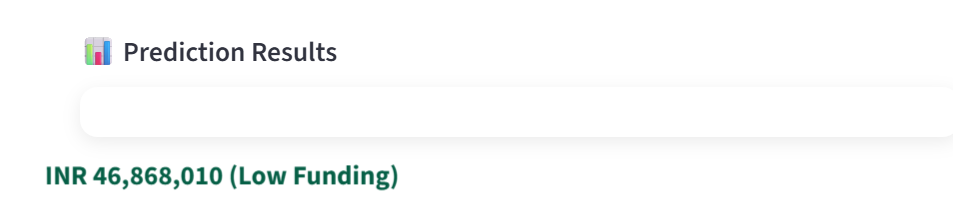 Prediction Results
INR 46,868,010 (Low Funding)